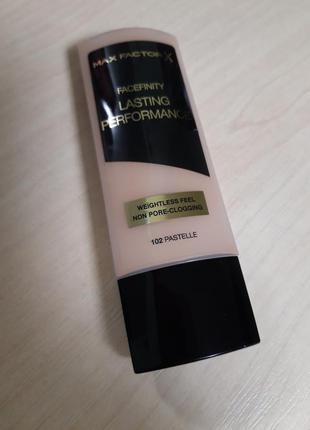 MAX FACTOR X
FACEFINITY
LASTING
PERFORMANCE
WEIGHTLESS FEEL
NON PORE-CLOGGING
102 PASTELLE